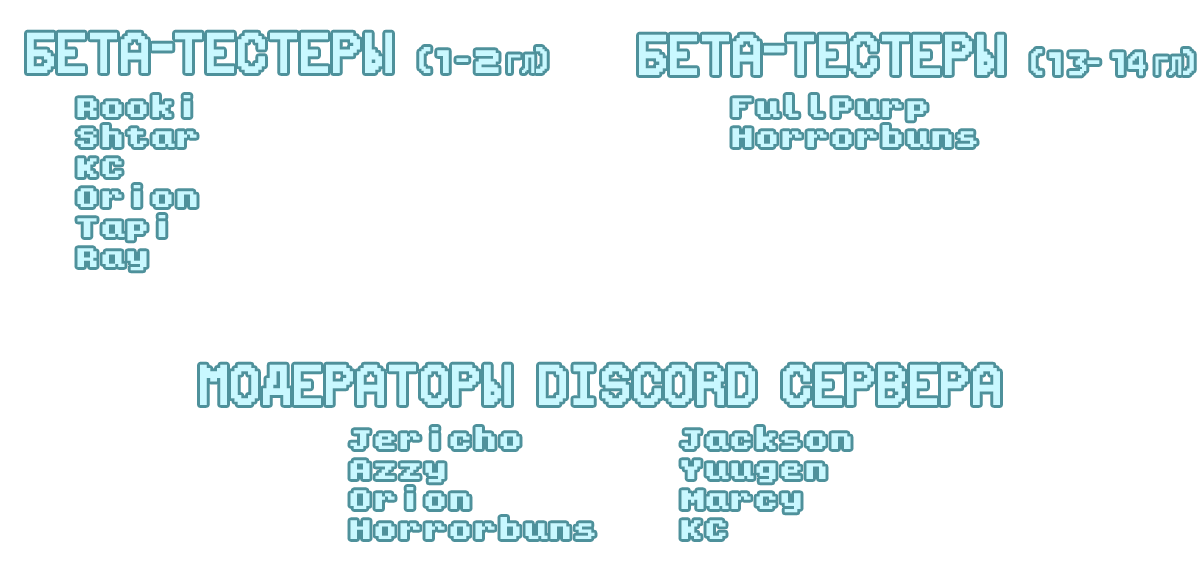 БЕТА-ТЕСТЕРЫ (1-2 гл)
Rooki
Shtar
KC
Orion
Tapi
Ray
БЕТА-ТЕСТЕРЫ (13-14 гл)
FullPurp
Horrorbuns
МОДЕРАТОРЫ DISCORD СЕРВЕРА
Jericho
Azzy
Orion
Horrorbuns
Jackson
Yuugen
Marcy
KC